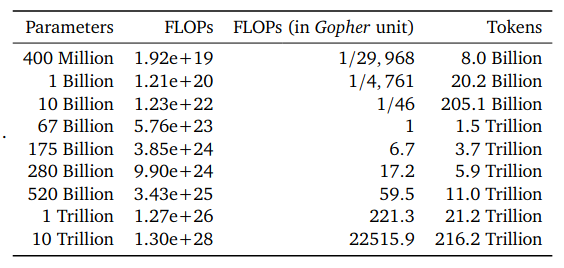 Parameters FLOPs FLOPs (in Gopher unit) Tokens
400 Million 1.92e+19 1/29, 968 8.0 Billion
1 Billion 1.21e+20 1/4, 761 20.2 Billion
10 Billion 1.23e+22 1/46 205.1 Billion
67 Billion 5.76e+23 1 1.5 Trillion
175 Billion 3.85e+24 6.7 3.7 Trillion
280 Billion 9.90e+24 17.2 5.9 Trillion
520 Billion 3.43e+25 59.5 11.0 Trillion
1 Trillion 1.27e+26 221.3 21.2 Trillion
10 Trillion 1.30e+28 22515.9 216.2 Trillion